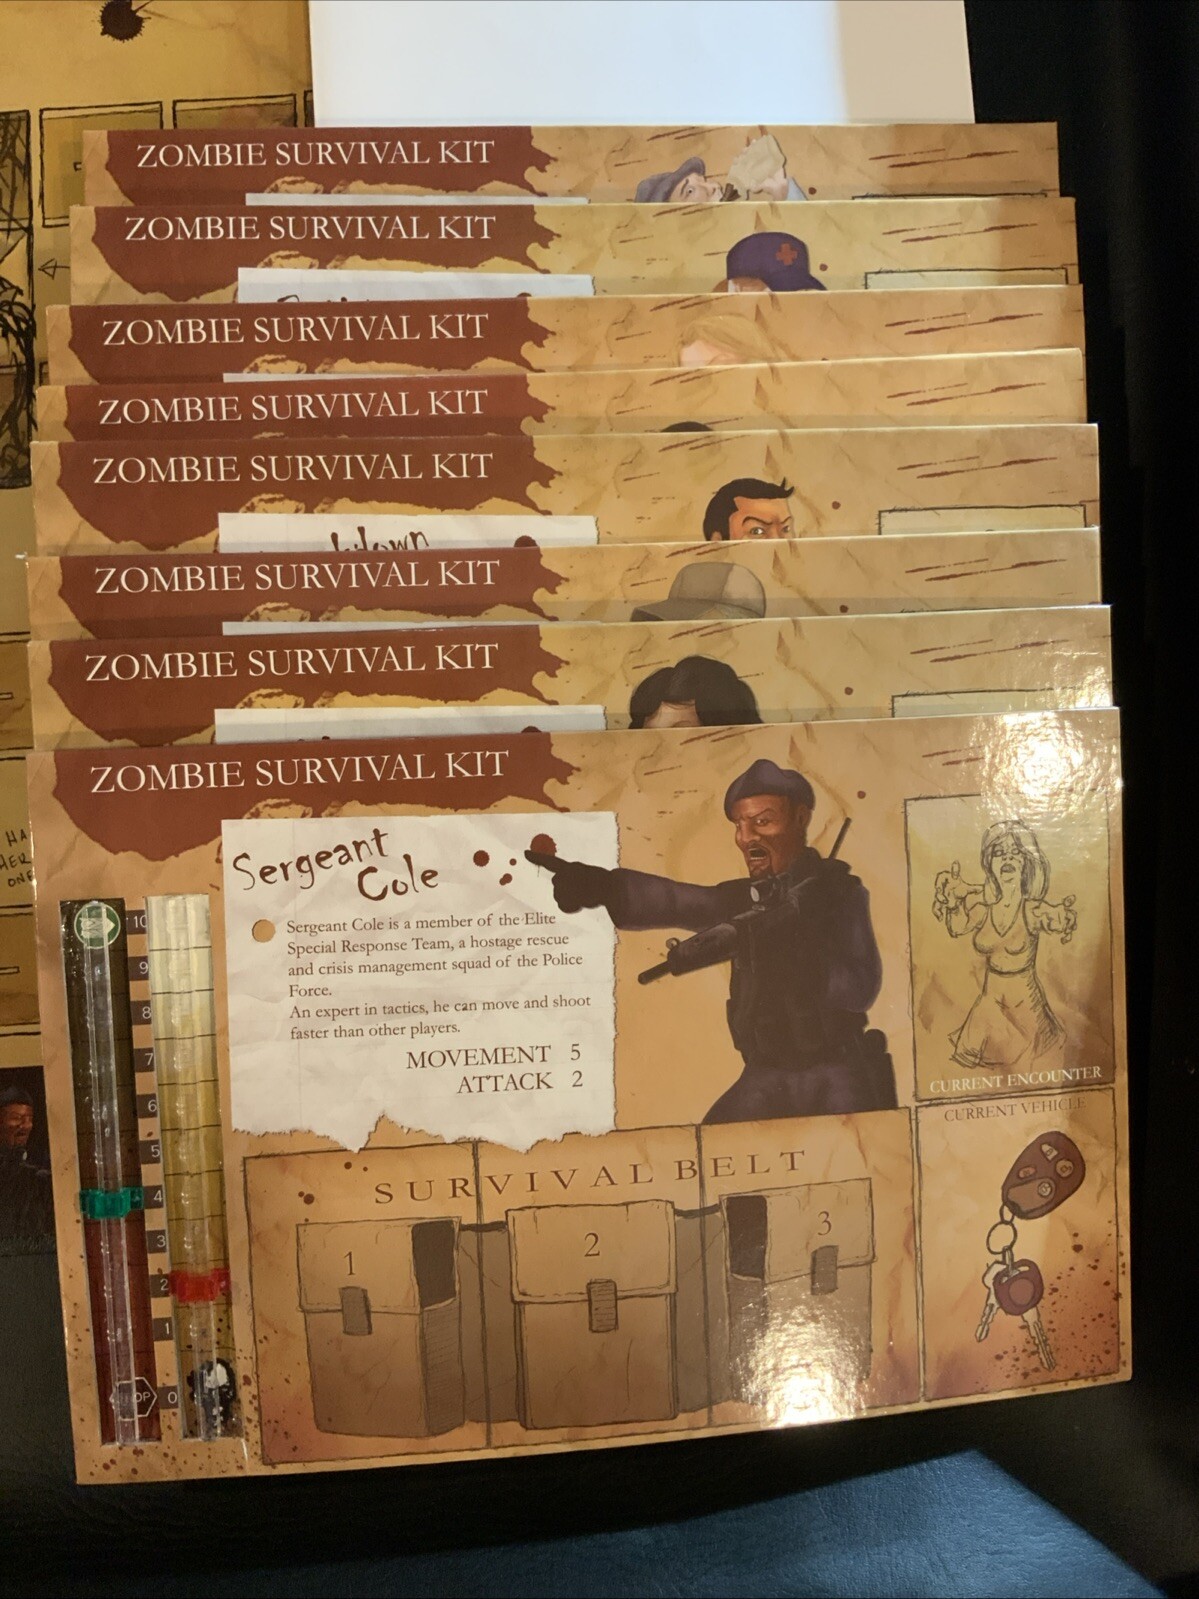 ZOMBIE SURVIVAL KIT
ZOMBIE SURVIVAL KIT
ZOMBIE SURVIVAL KIT
ZOMBIE SURVIVAL KIT
ZOMBIE SURVIVAL KIT
ZOMBIE SURVIVAL KIT
ZOMBIE SURVIVAL KIT
ZOMBIE SURVIVAL KIT
Sergeant
Cole
Sergeant Cole is a member of the Elite
Special Response Team, a hostage rescue
and crisis management squad of the Police
Force.
An expert in tactics, he can move and shoot
faster than other players.
MOVEMENT 5
ATTACK 2
10
9
8
7
6
5
4
3
2
1
0
CURRENT ENCOUNTER
CURRENT VEHICLE
SURVIVAL BELT
1
2
3